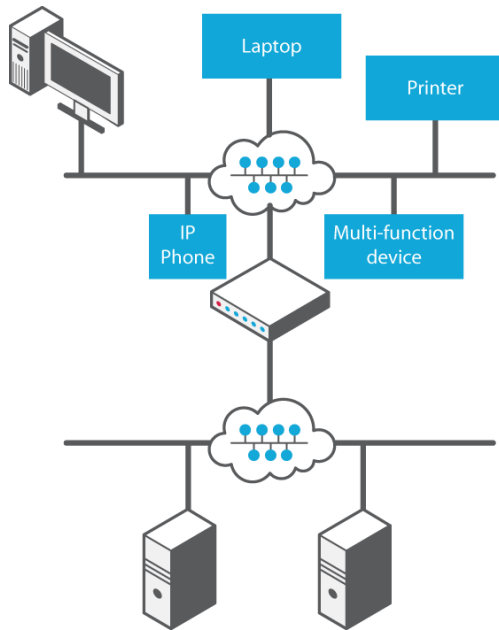 Laptop
Printer
IP
Phone
Multi-function
device